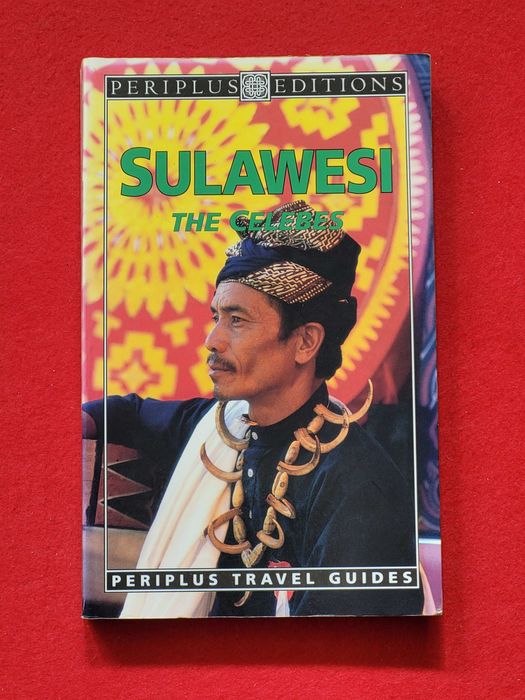 PERIPLUS EDITIONS
SULAWESI
THE CELEBES
PERIPLUS TRAVEL GUIDES